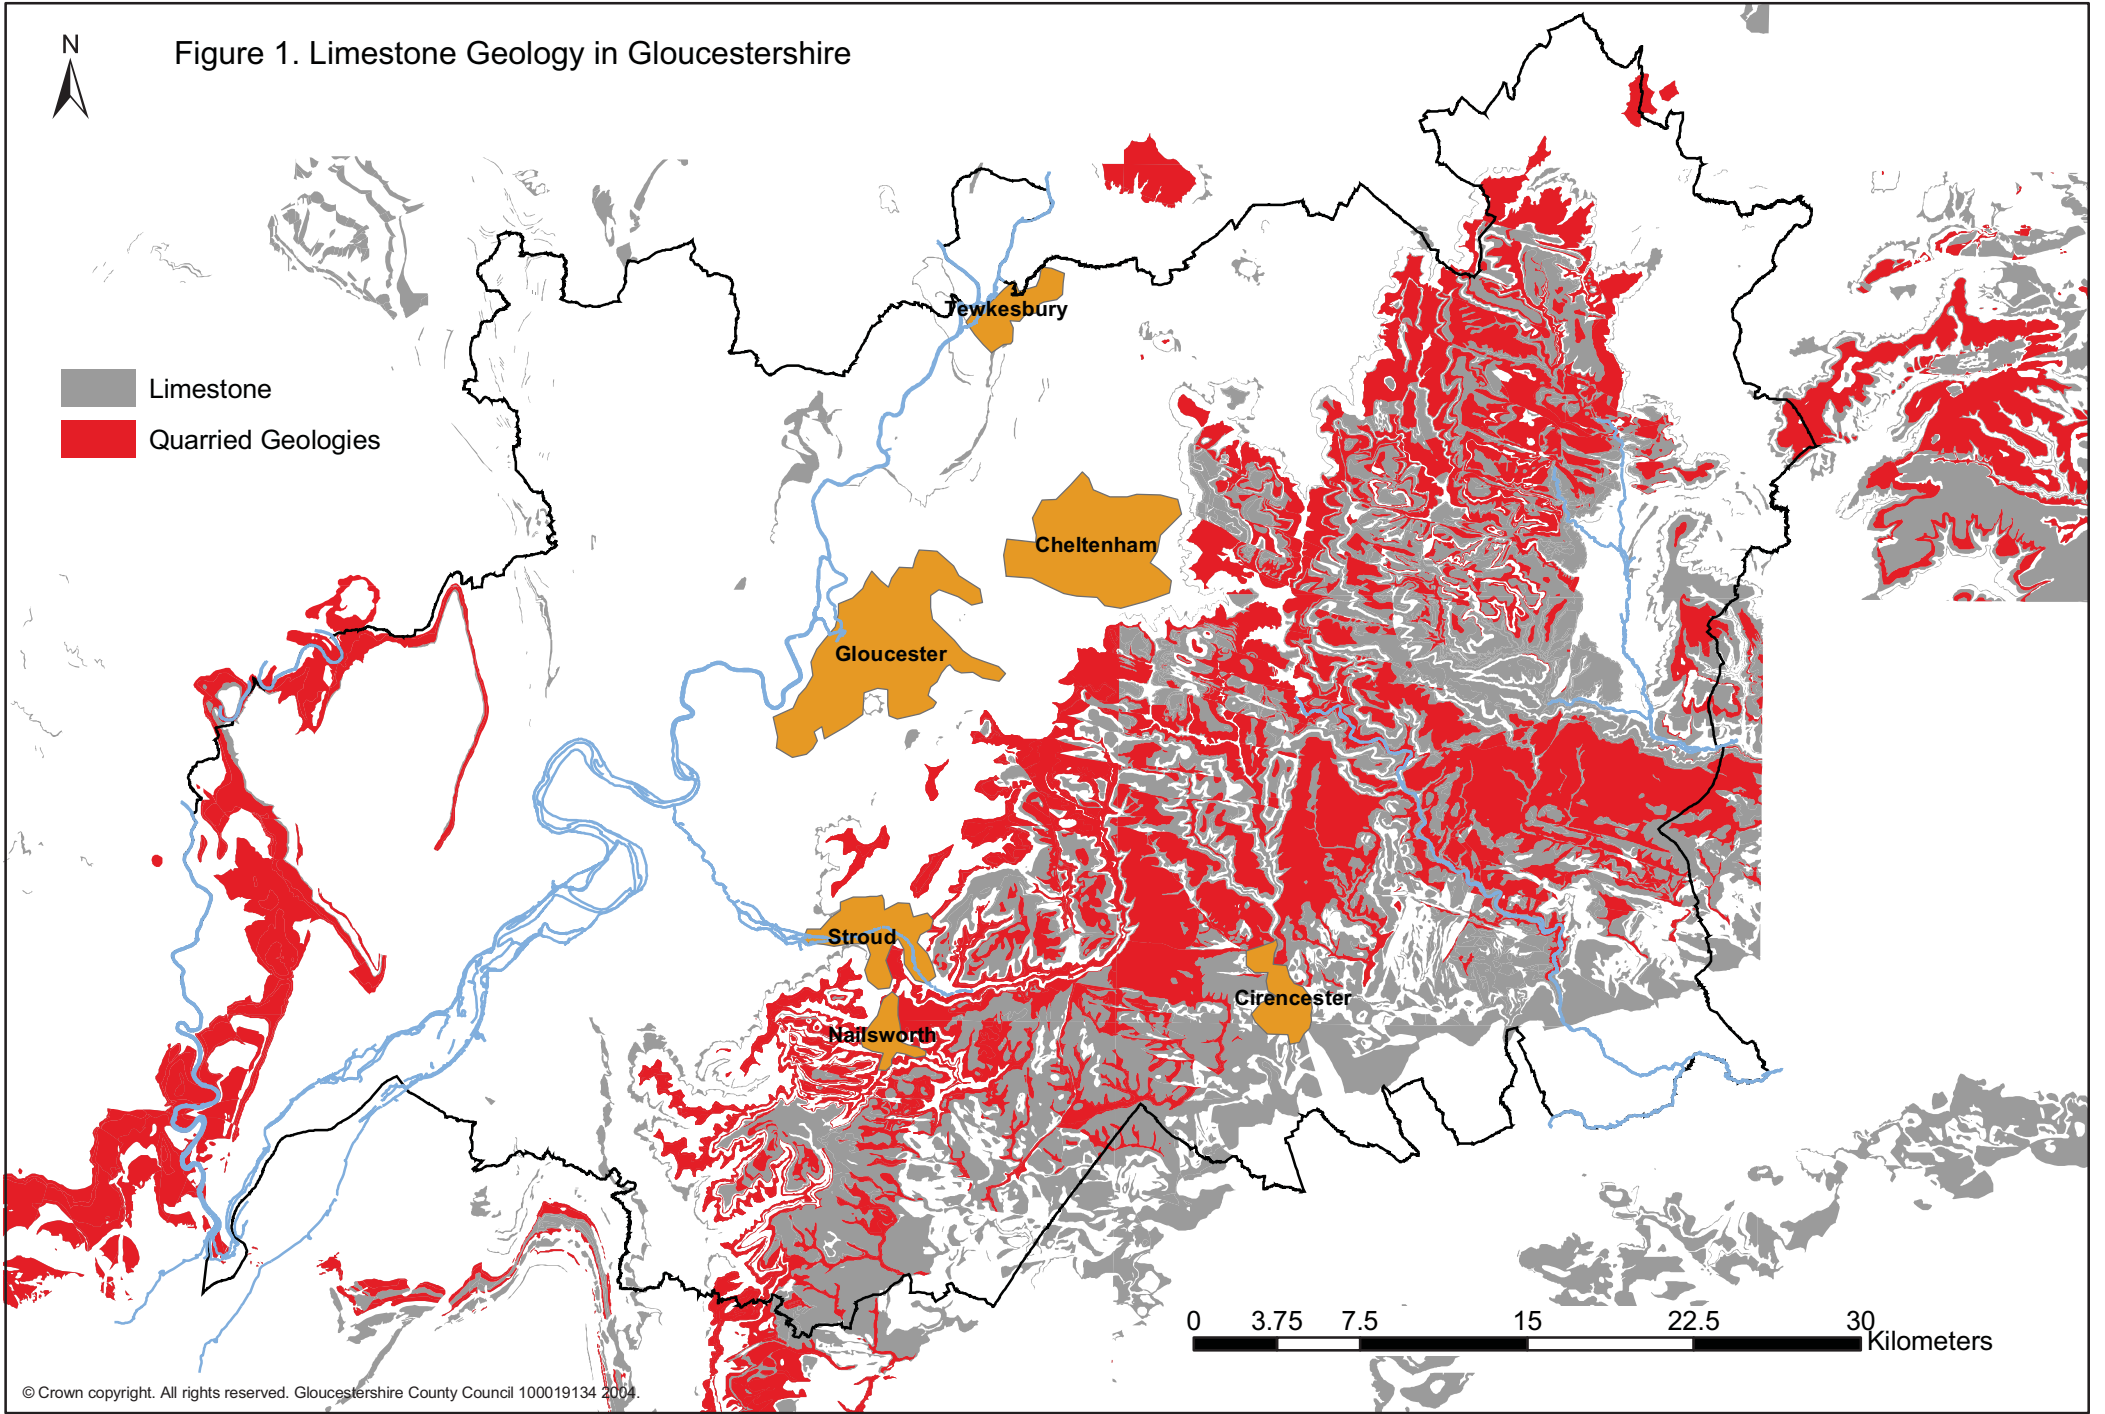 N
Figure 1. Limestone Geology in Gloucestershire
Tewkesbury
Limestone
Quarried Geologies
Cheltenham
Gloucester
Stroud
Cirencester
Nailsworth
0 3.75 7.5 15 22.5 30
Kilometers
© Crown copyright. All rights reserved. Gloucestershire County Council 100019134 2004.